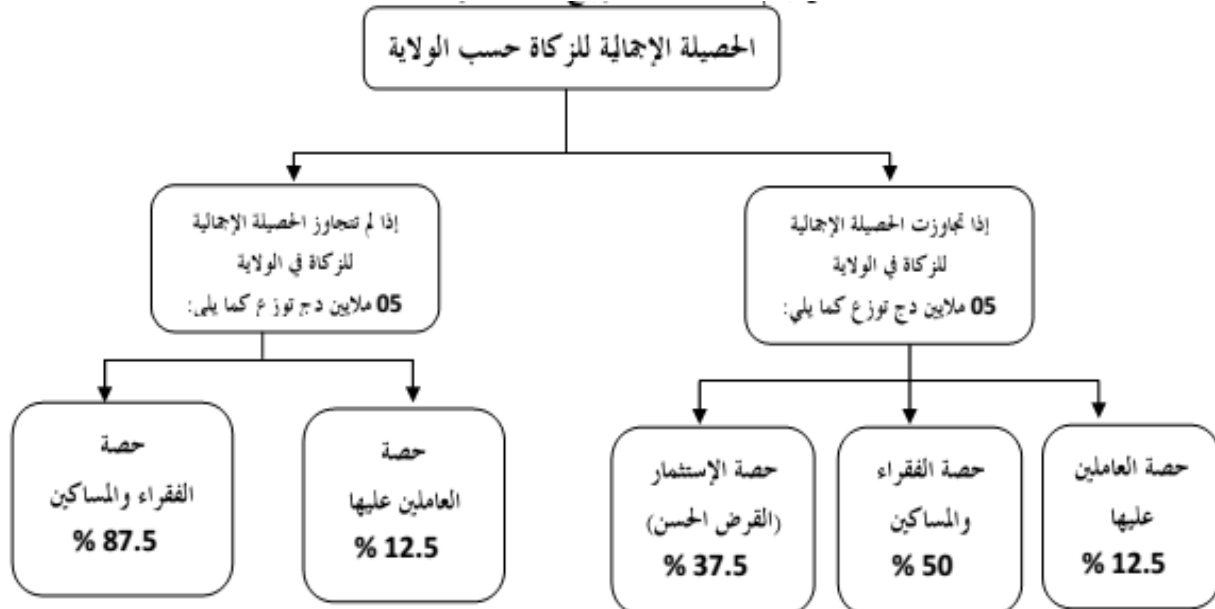 الحصيلة الإجمالية للزكاة حسب الولاية
إذا تجاوزت الحصيلة الإجمالية
للزكاة في الولاية
05 ملايين دج توزع كما يلي:
حصة العاملين
عليها
12.5 %
حصة الفقراء
والمساكين
50 %
حصة الإستثمار
(القرض الحسن)
37.5 %
إذا لم تتجاوز الحصيلة الإجمالية
للزكاة في الولاية
05 ملايين دج توزع كما يلي:
حصة
العاملين عليها
12.5 %
حصة
الفقراء والمساكين
87.5 %